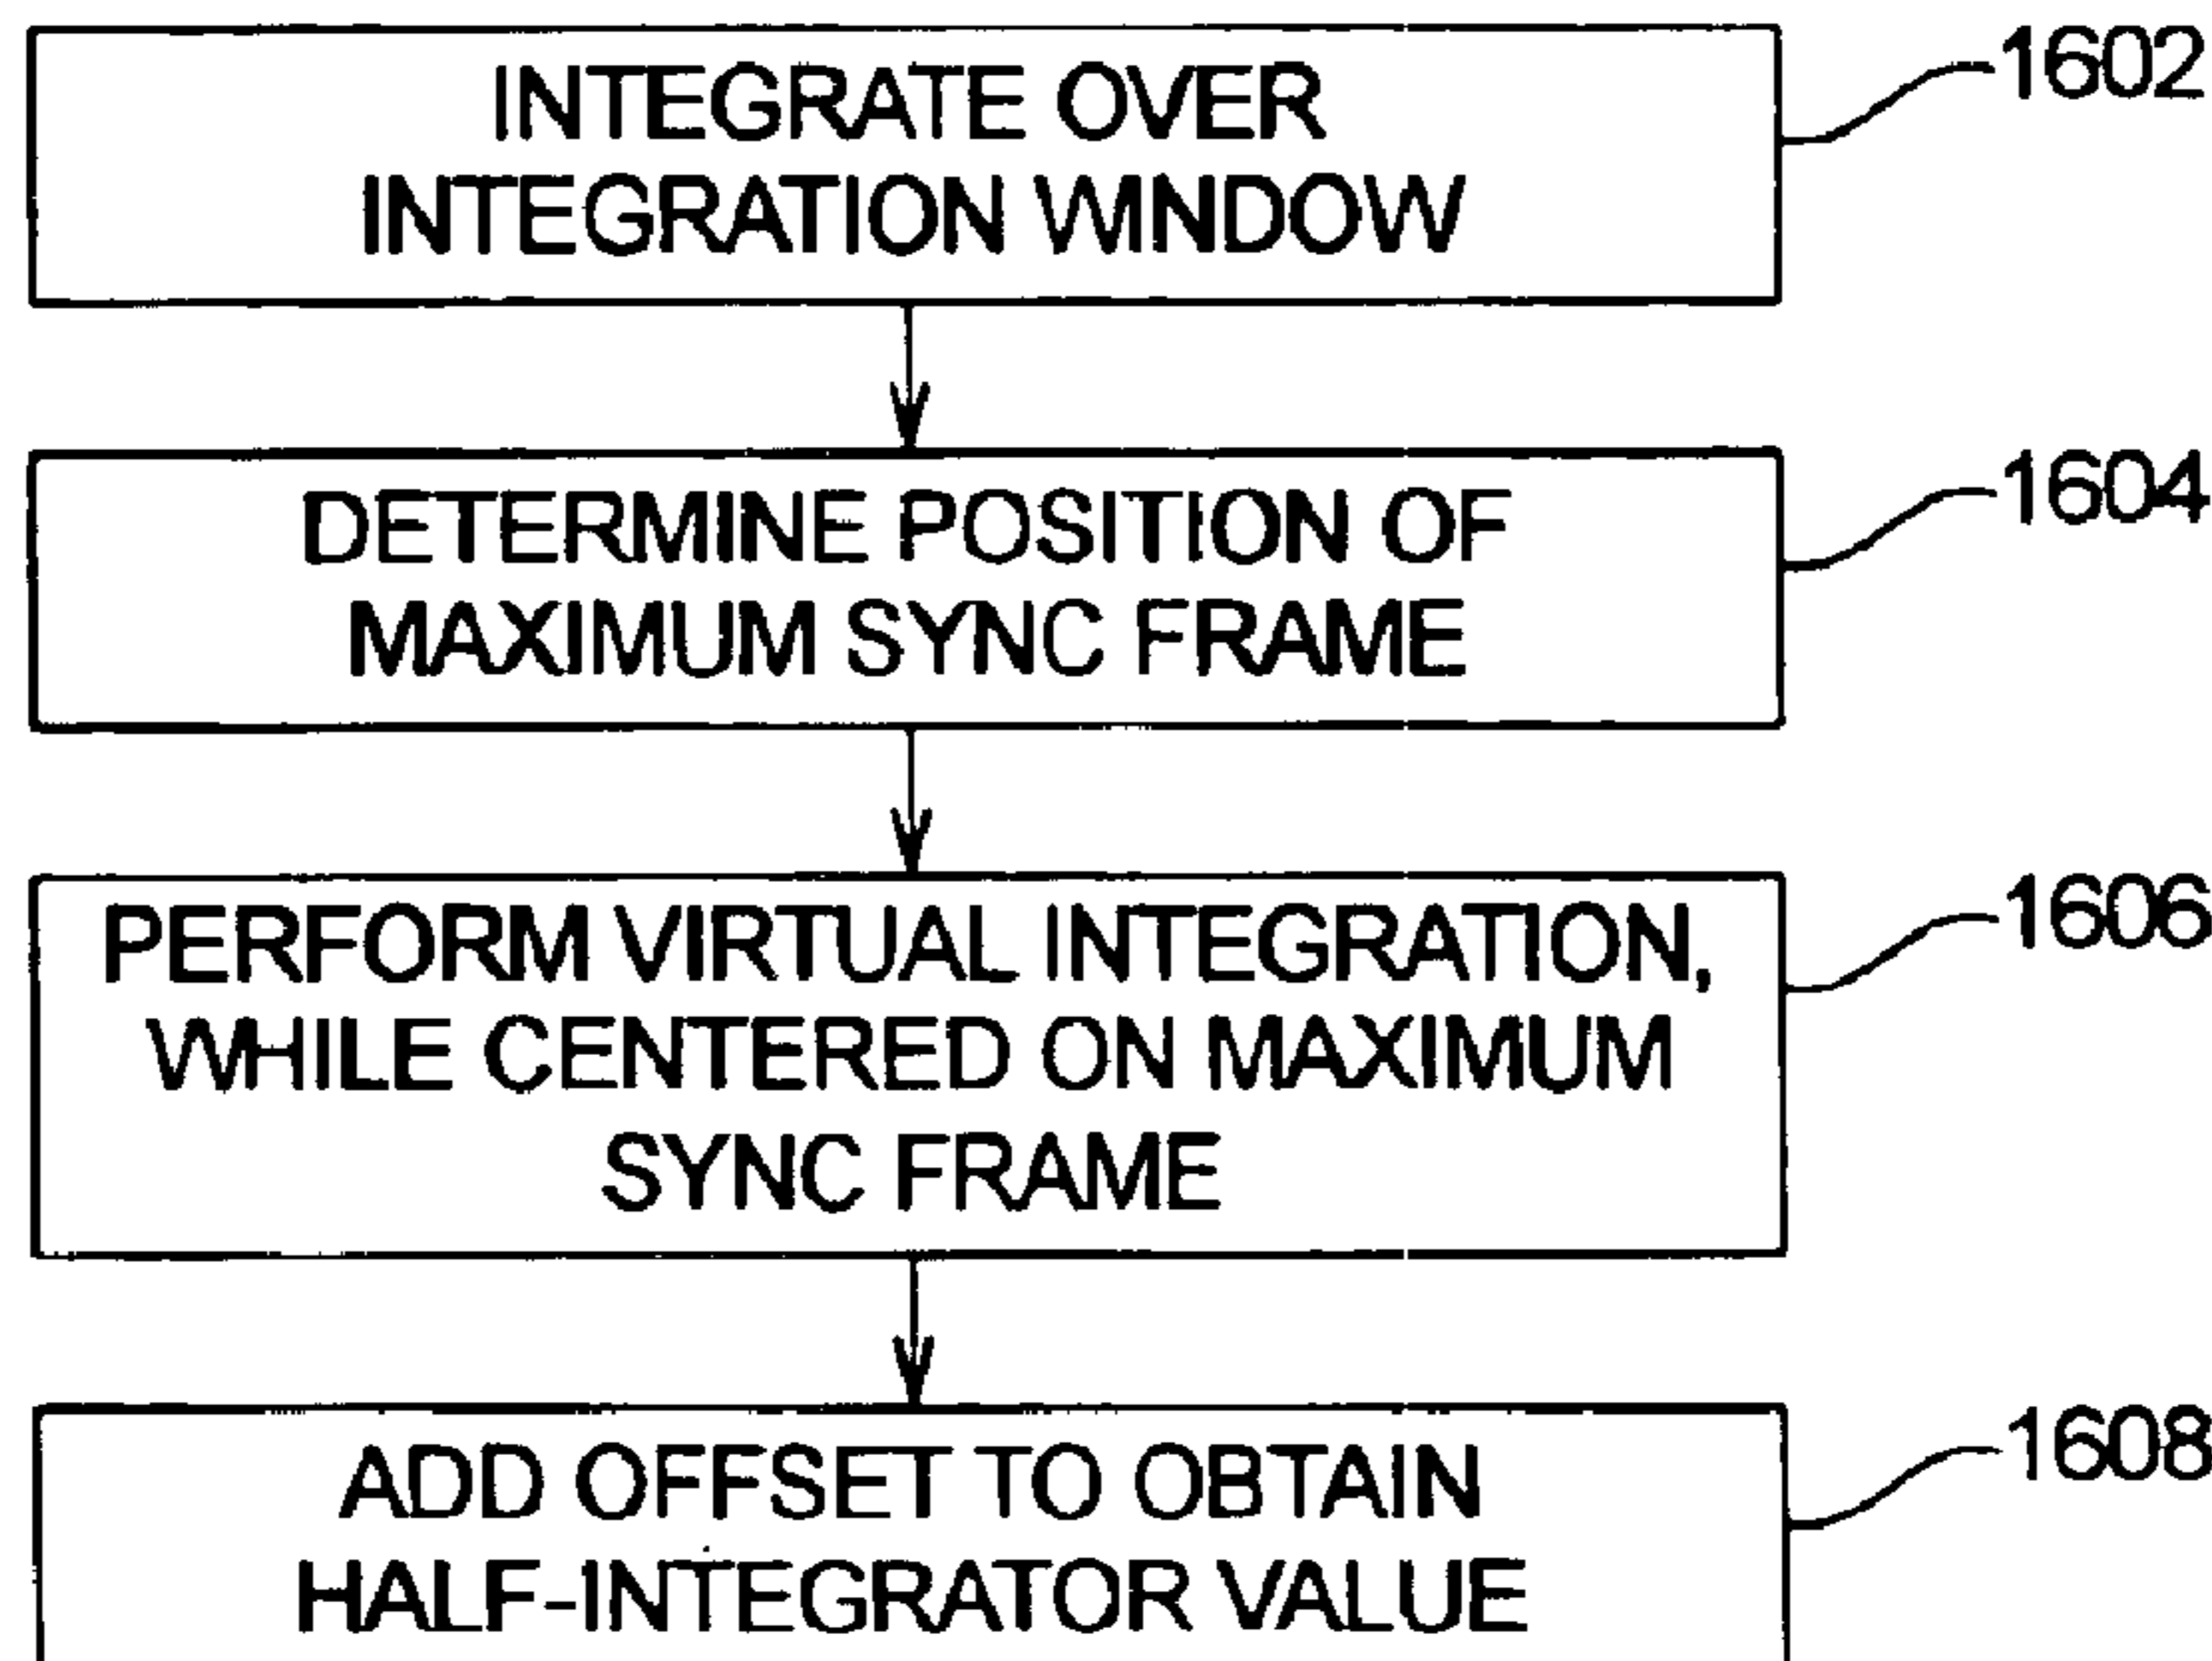 INTEGRATE OVER
INTEGRATION WINDOW
1602
DETERMINE POSITION OF
MAXIMUM SYNC FRAME
1604
PERFORM VIRTUAL INTEGRATION,
WHILE CENTERED ON MAXIMUM
SYNC FRAME
1606
ADD OFFSET TO OBTAIN
HALF-INTEGRATOR VALUE
1608